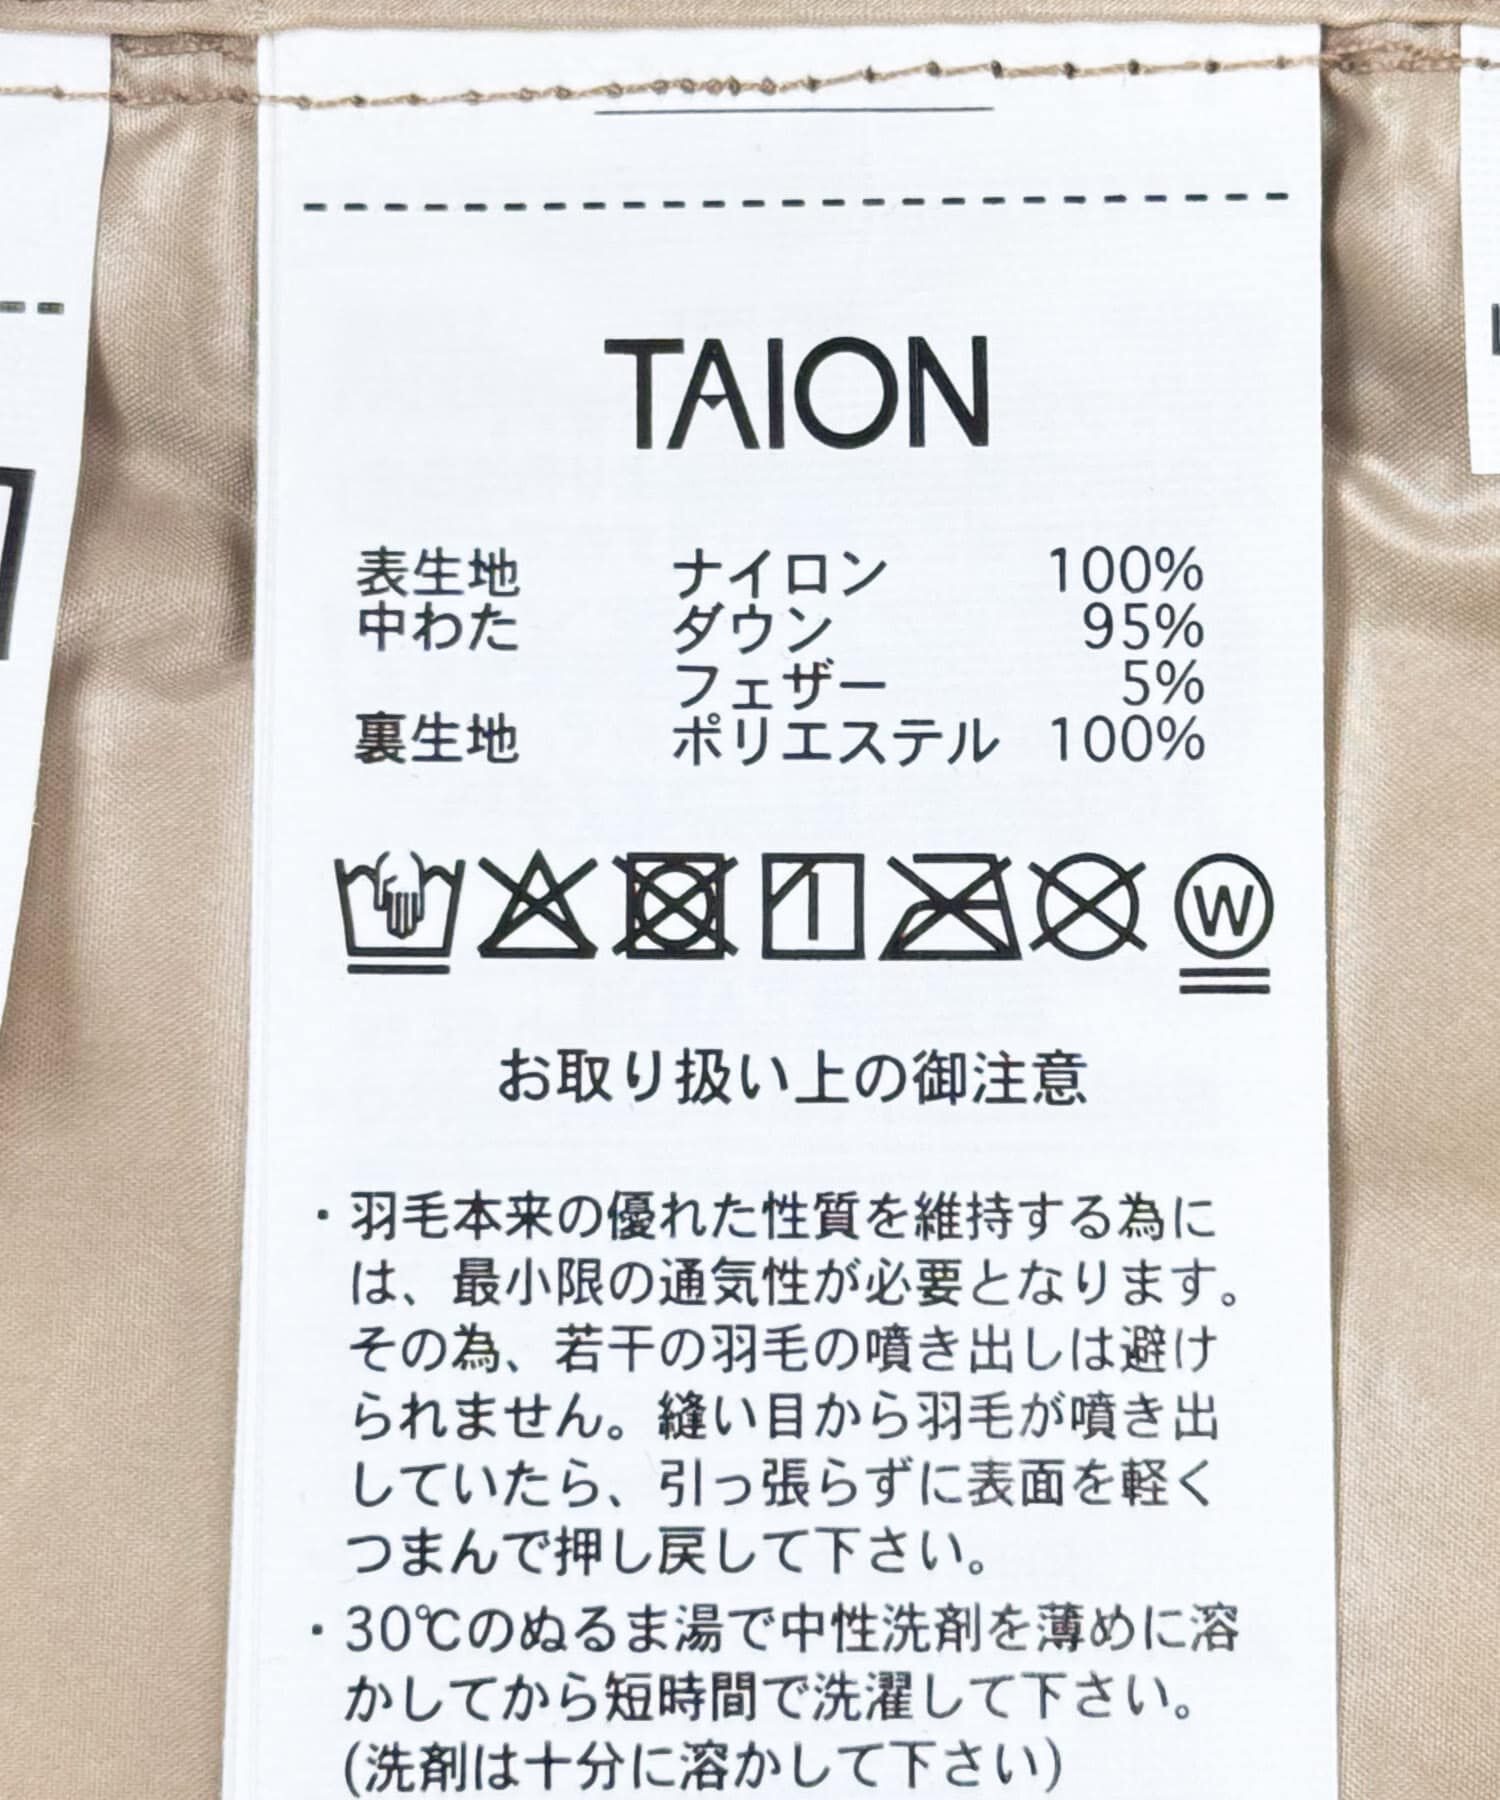 TAION
表生地 ナイロン 100%
中わた ダウン 95%
フェザー 5%
裏生地 ポリエステル 100%
W
お取り扱い上の御注意
・羽毛本来の優れた性質を維持する為に
は、最小限の通気性が必要となります。
その為、若干の羽毛の噴き出しは避け
られません。縫い目から羽毛が噴き出
していたら、引っ張らずに表面を軽く
つまんで押し戻して下さい。
・30℃のぬるま湯で中性洗剤を薄めに溶
かしてから短時間で洗濯して下さい。
(洗剤は十分に溶かして下さい)